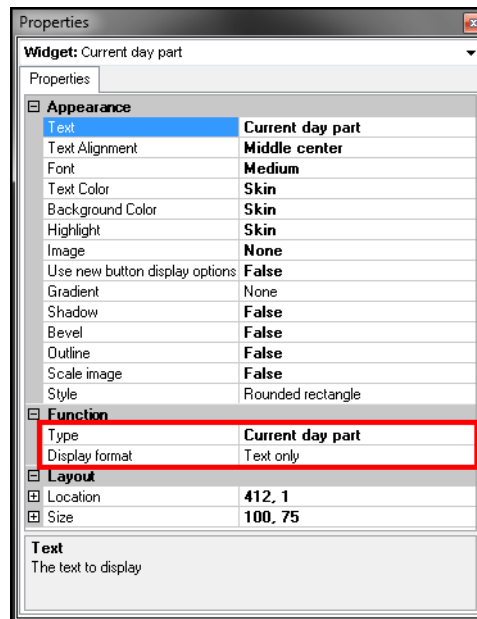 Properties
Widget: Current day part
Properties
Appearance
Text Current day part
Text Alignment Middle center
Font Medium
Text Color Skin
Background Color Skin
Highlight Skin
Image None
Use new button display options False
Gradient None
Shadow False
Bevel False
Outline False
Scale image False
Style Rounded rectangle
Function
Type Current day part
Display format Text only
Layout
Location 412, 1
Size 100, 75
Text
The text to display